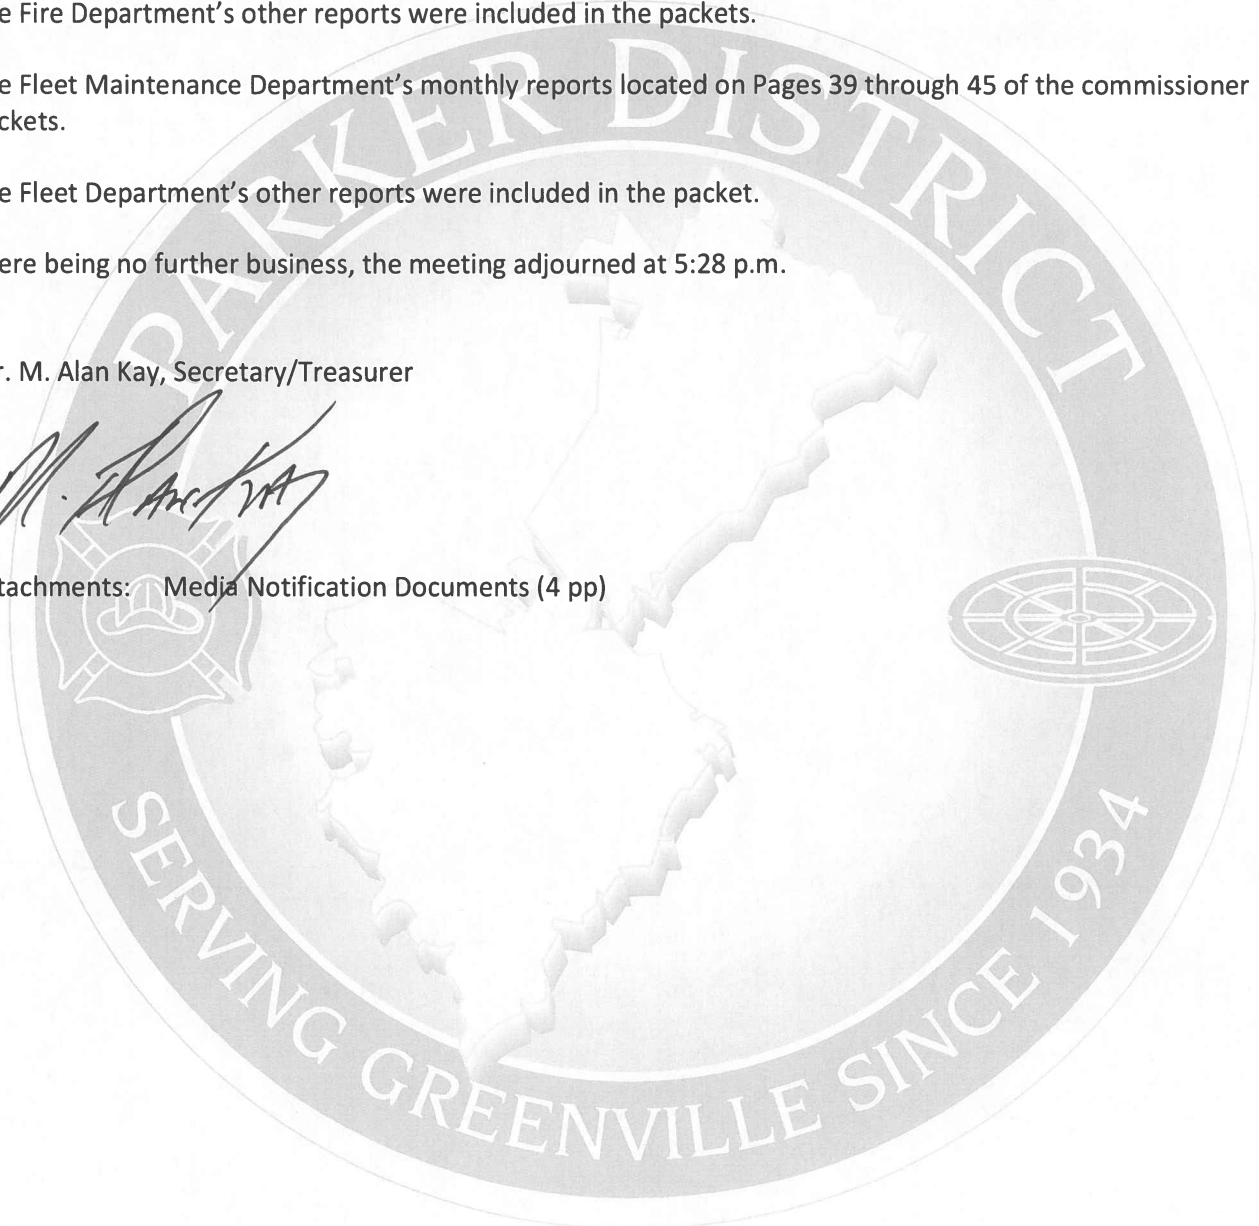 e Fire Department's other reports were included in the packets.
e Fleet Maintenance Department's monthly reports located on Pages 39 through 45 of the commissioner
ckets.
e Fleet Department's other reports were included in the packet.
ere being no further business, the meeting adjourned at 5:28 p.m.
r. M. Alan Kay, Secretary/Treasurer
M. Alan Kay
tachments: Media Notification Documents (4 pp)
PARKER DISTRICT
SERVING GREENVILLE SINCE 1934